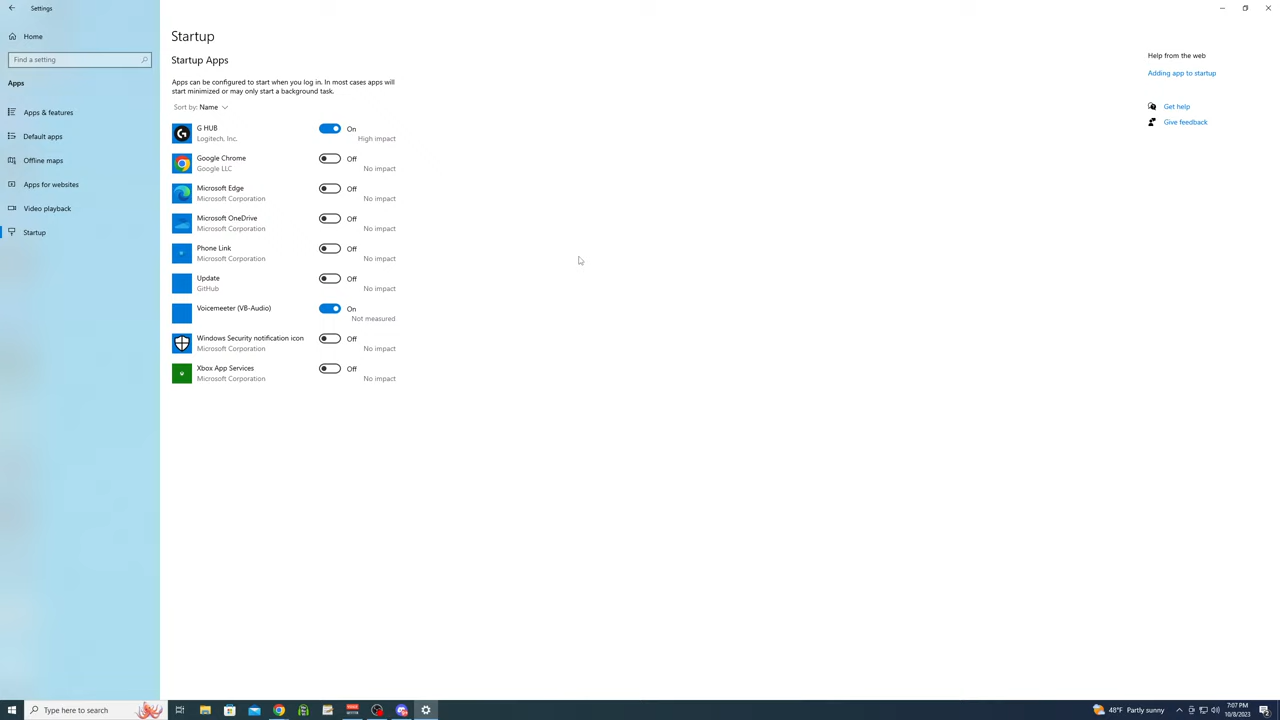 Settings
Home
Find a setting
Apps
Apps & features
Default apps
Offline maps
Apps for websites
Video playback
Startup
Startup
Startup Apps
Apps can be configured to start when you log in. In most cases apps will
start minimized or may only start a background task.
Sort by: Name
G HUB
Logitech, Inc.
On
High impact
Google Chrome
Google LLC
Off
No impact
Microsoft Edge
Microsoft Corporation
Off
No impact
Microsoft OneDrive
Microsoft Corporation
Off
No impact
Phone Link
Microsoft Corporation
Off
No impact
Update
GitHub
Off
No impact
Voicemeeter (VB-Audio)
On
Not measured
Windows Security notification icon
Microsoft Corporation
Off
No impact
Xbox App Services
Microsoft Corporation
Off
No impact
Help from the web
Adding app to startup
Get help
Give feedback
Type here to search
48°F Partly sunny
7:07 PM
10/8/2023